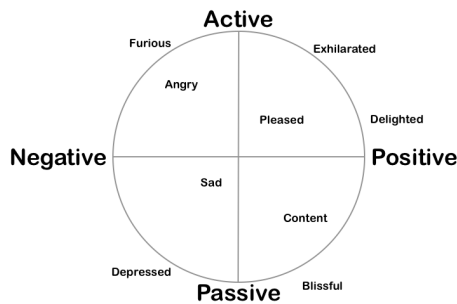 Active
Furious
Exhilarated
Angry
Pleased
Delighted
Negative
Positive
Sad
Content
Depressed
Blissful
Passive